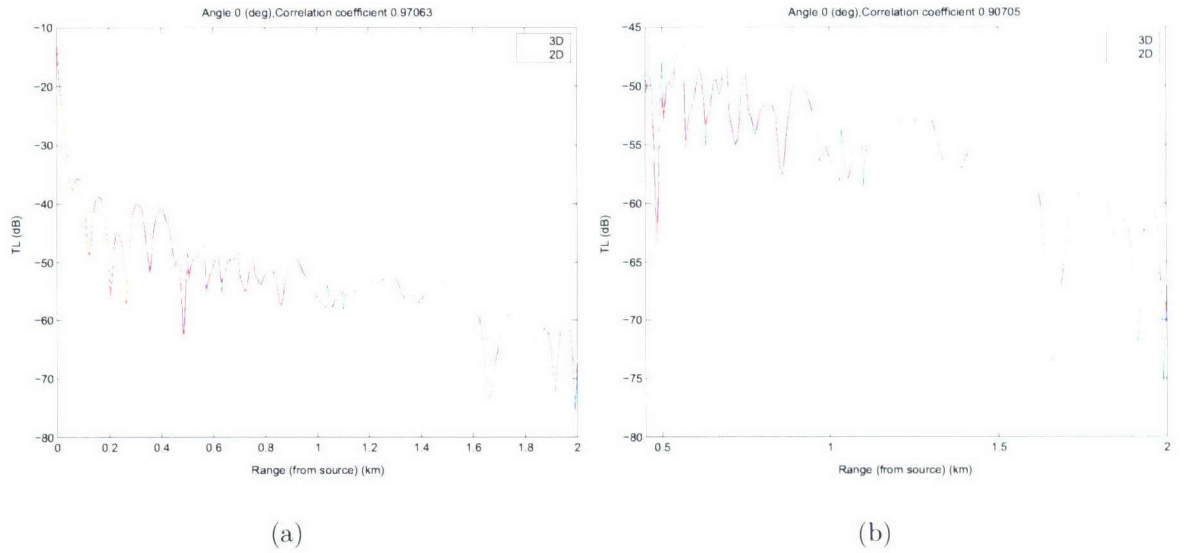 Angle 0 (deg),Correlation coefficient 0.97063
−10
−20
−30
−40
−50
−60
−70
−80
TL (dB)
3D
2D
0
0.2
0.4
0.6
0.8
1
1.2
1.4
1.6
1.8
2
Range (from source) (km)
(a)
Angle 0 (deg),Correlation coefficient 0.90705
−45
−50
−55
−60
−65
−70
−75
−80
TL (dB)
3D
2D
0.5
1
1.5
2
Range (from source) (km)
(b)